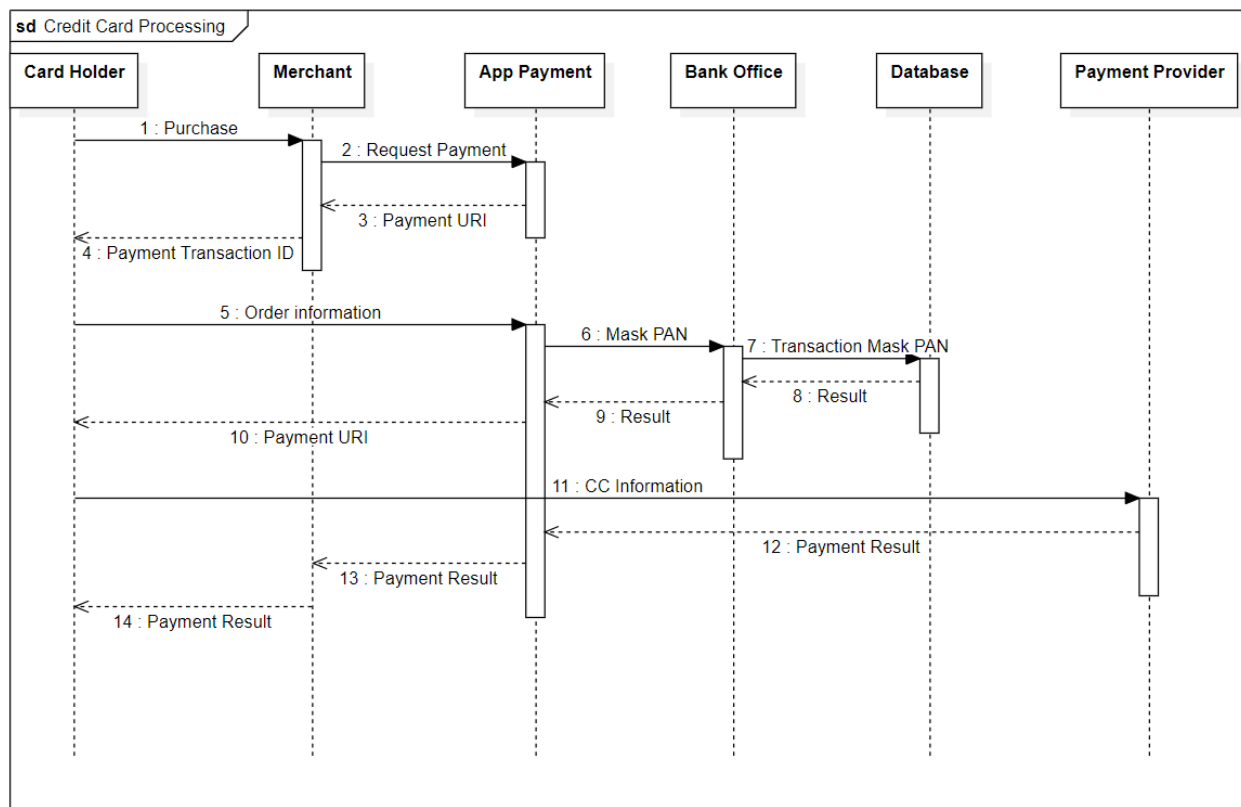 sd Credit Card Processing
Card Holder
Merchant
App Payment
Bank Office
Database
Payment Provider
1 : Purchase
2 : Request Payment
3 : Payment URI
4 : Payment Transaction ID
5 : Order information
6 : Mask PAN
7 : Transaction Mask PAN
8 : Result
9 : Result
10 : Payment URI
11 : CC Information
12 : Payment Result
13 : Payment Result
14 : Payment Result